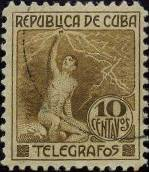 REPUBLICA DE CUBA
10
CENTAVOS
TELEGRAFOS